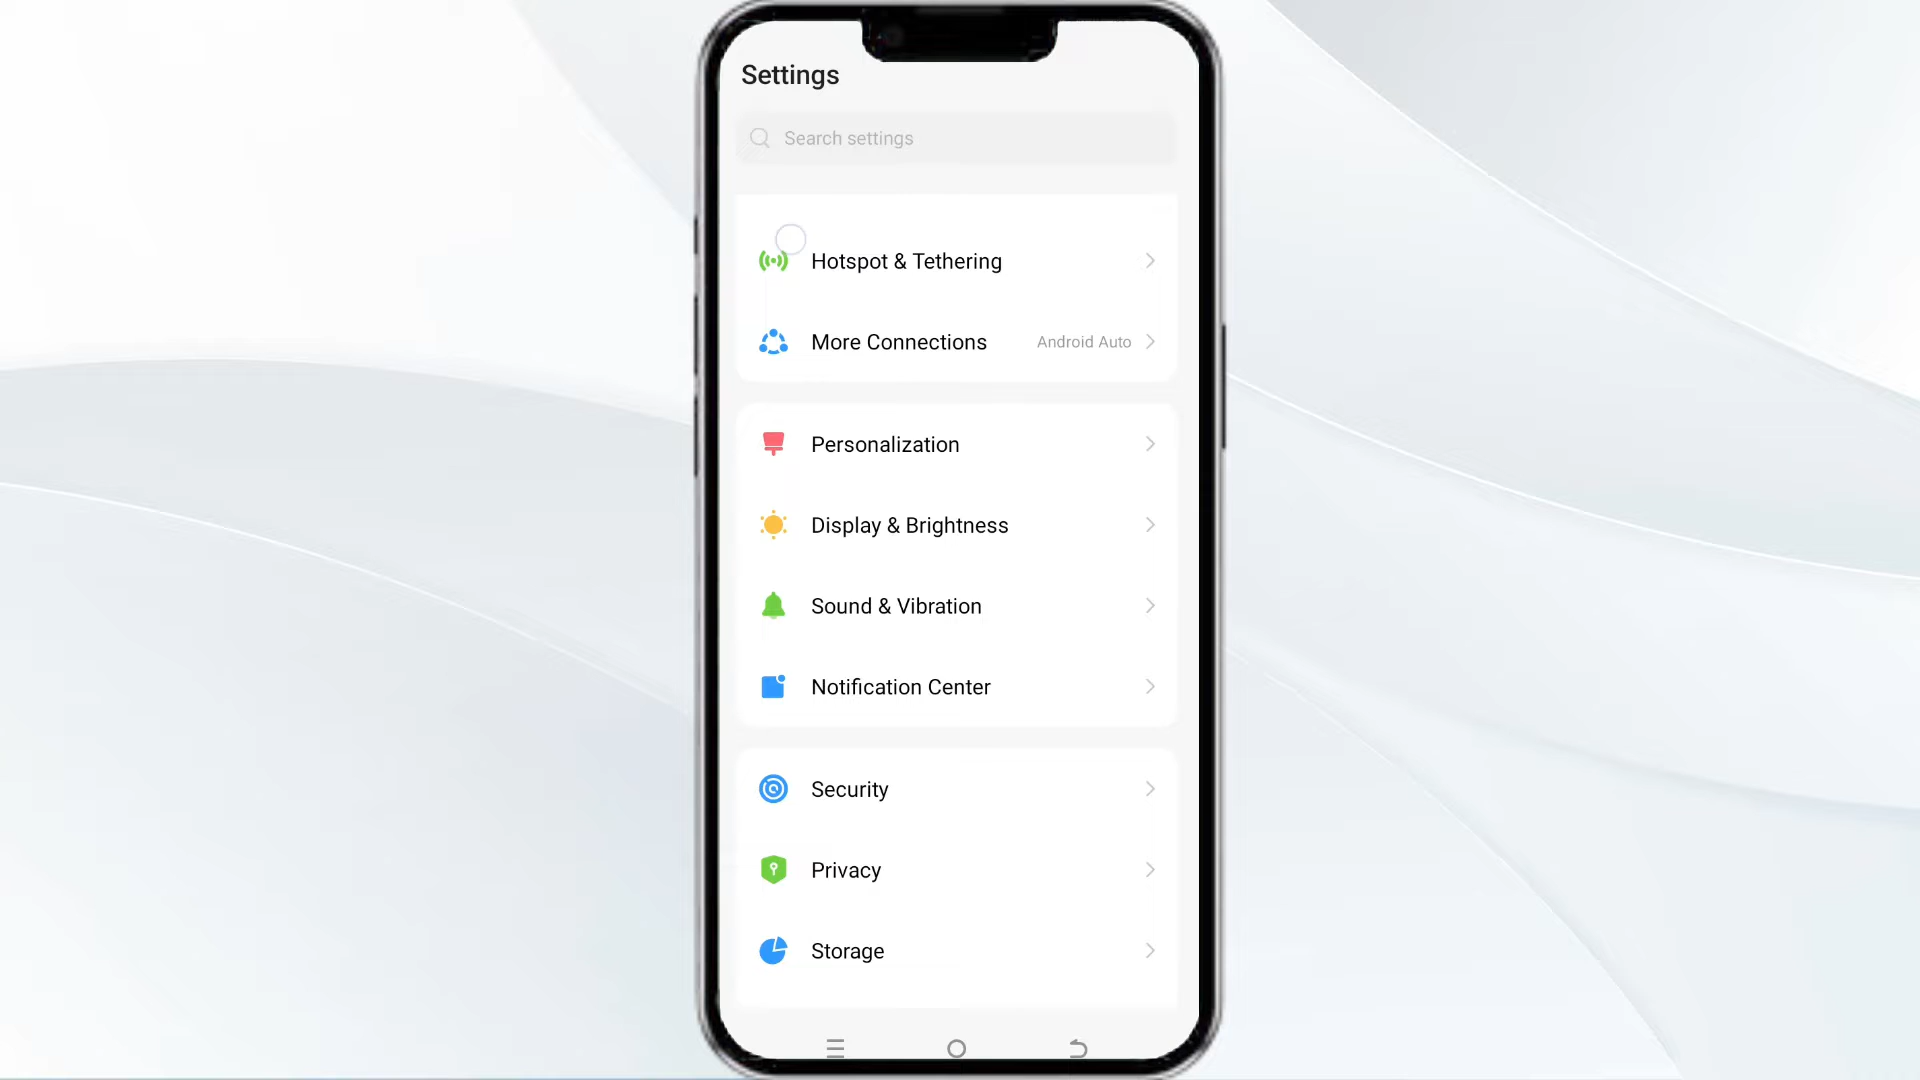 Settings
Search settings
Hotspot & Tethering
More Connections Android Auto
Personalization
Display & Brightness
Sound & Vibration
Notification Center
Security
Privacy
Storage